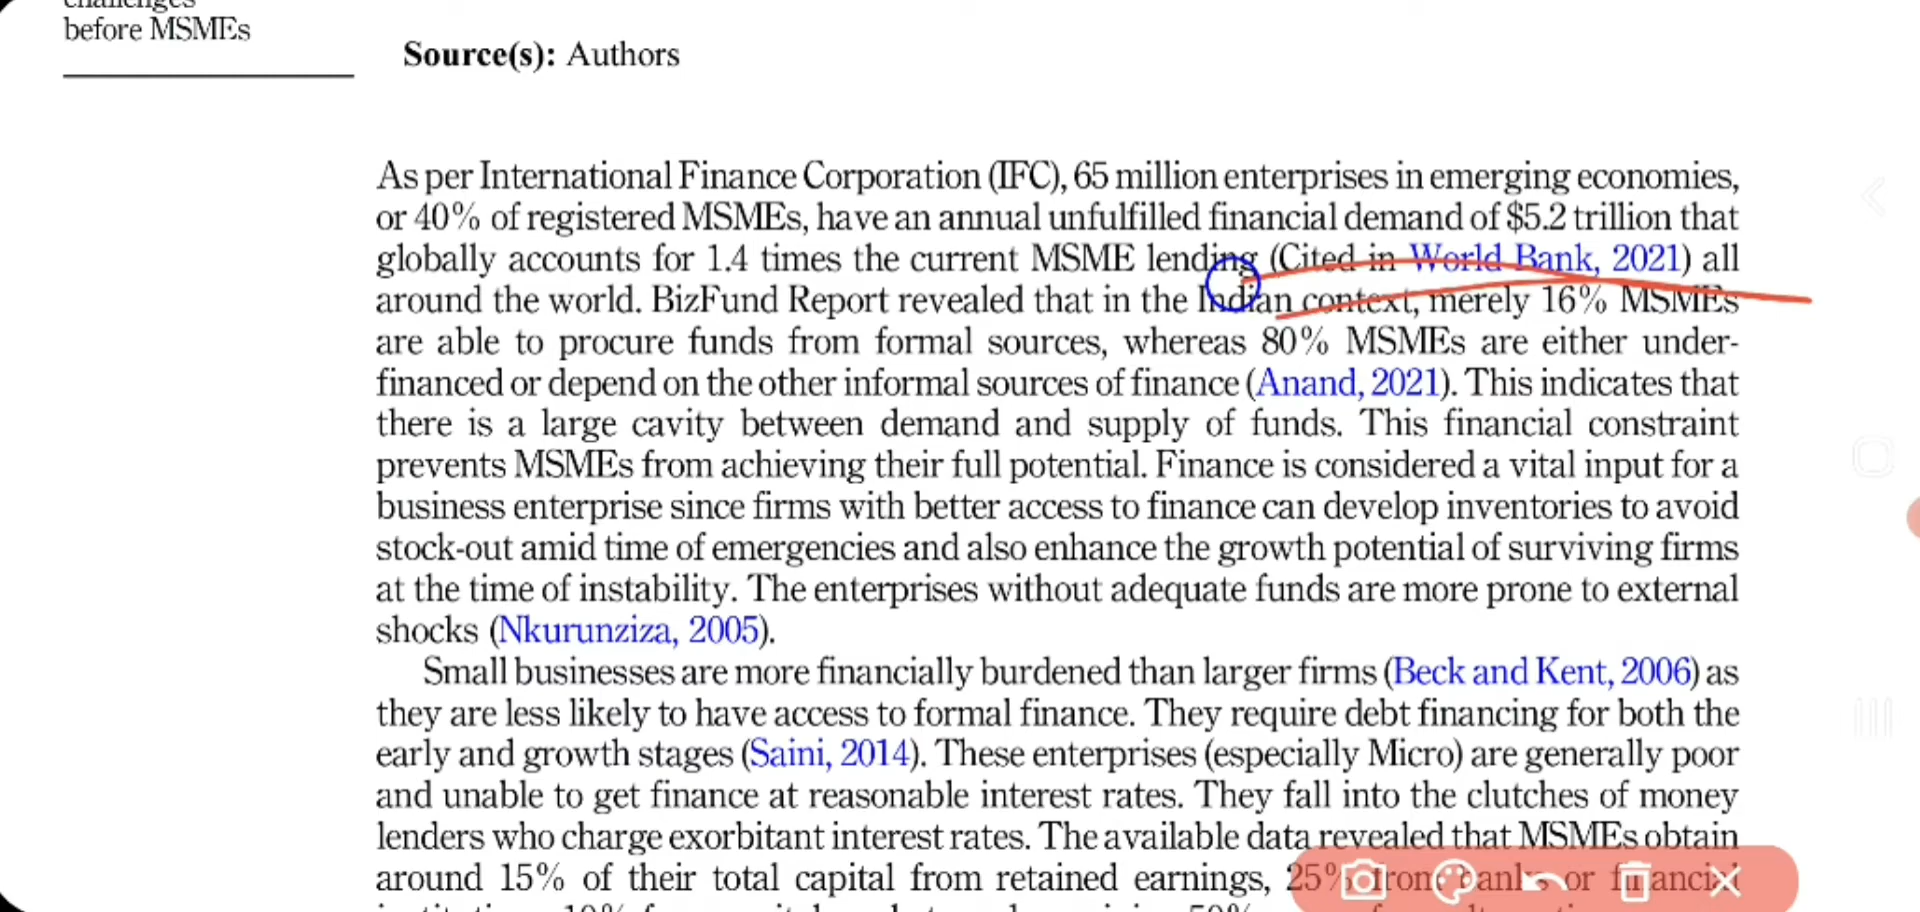 challenges
before MSMEs
Source(s): Authors
As per International Finance Corporation (IFC), 65 million enterprises in emerging economies,
or 40% of registered MSMEs, have an annual unfulfilled financial demand of $5.2 trillion that
globally accounts for 1.4 times the current MSME lending (Cited in World Bank, 2021) all
around the world. BizFund Report revealed that in the Indian context, merely 16% MSMEs
are able to procure funds from formal sources, whereas 80% MSMEs are either under-
financed or depend on the other informal sources of finance (Anand, 2021). This indicates that
there is a large cavity between demand and supply of funds. This financial constraint
prevents MSMEs from achieving their full potential. Finance is considered a vital input for a
business enterprise since firms with better access to finance can develop inventories to avoid
stock-out amid time of emergencies and also enhance the growth potential of surviving firms
at the time of instability. The enterprises without adequate funds are more prone to external
shocks (Nkurunziza, 2005).
Small businesses are more financially burdened than larger firms (Beck and Kent, 2006) as
they are less likely to have access to formal finance. They require debt financing for both the
early and growth stages (Saini, 2014). These enterprises (especially Micro) are generally poor
and unable to get finance at reasonable interest rates. They fall into the clutches of money
lenders who charge exorbitant interest rates. The available data revealed that MSMEs obtain
around 15% of their total capital from retained earnings, 25% from banks or financial